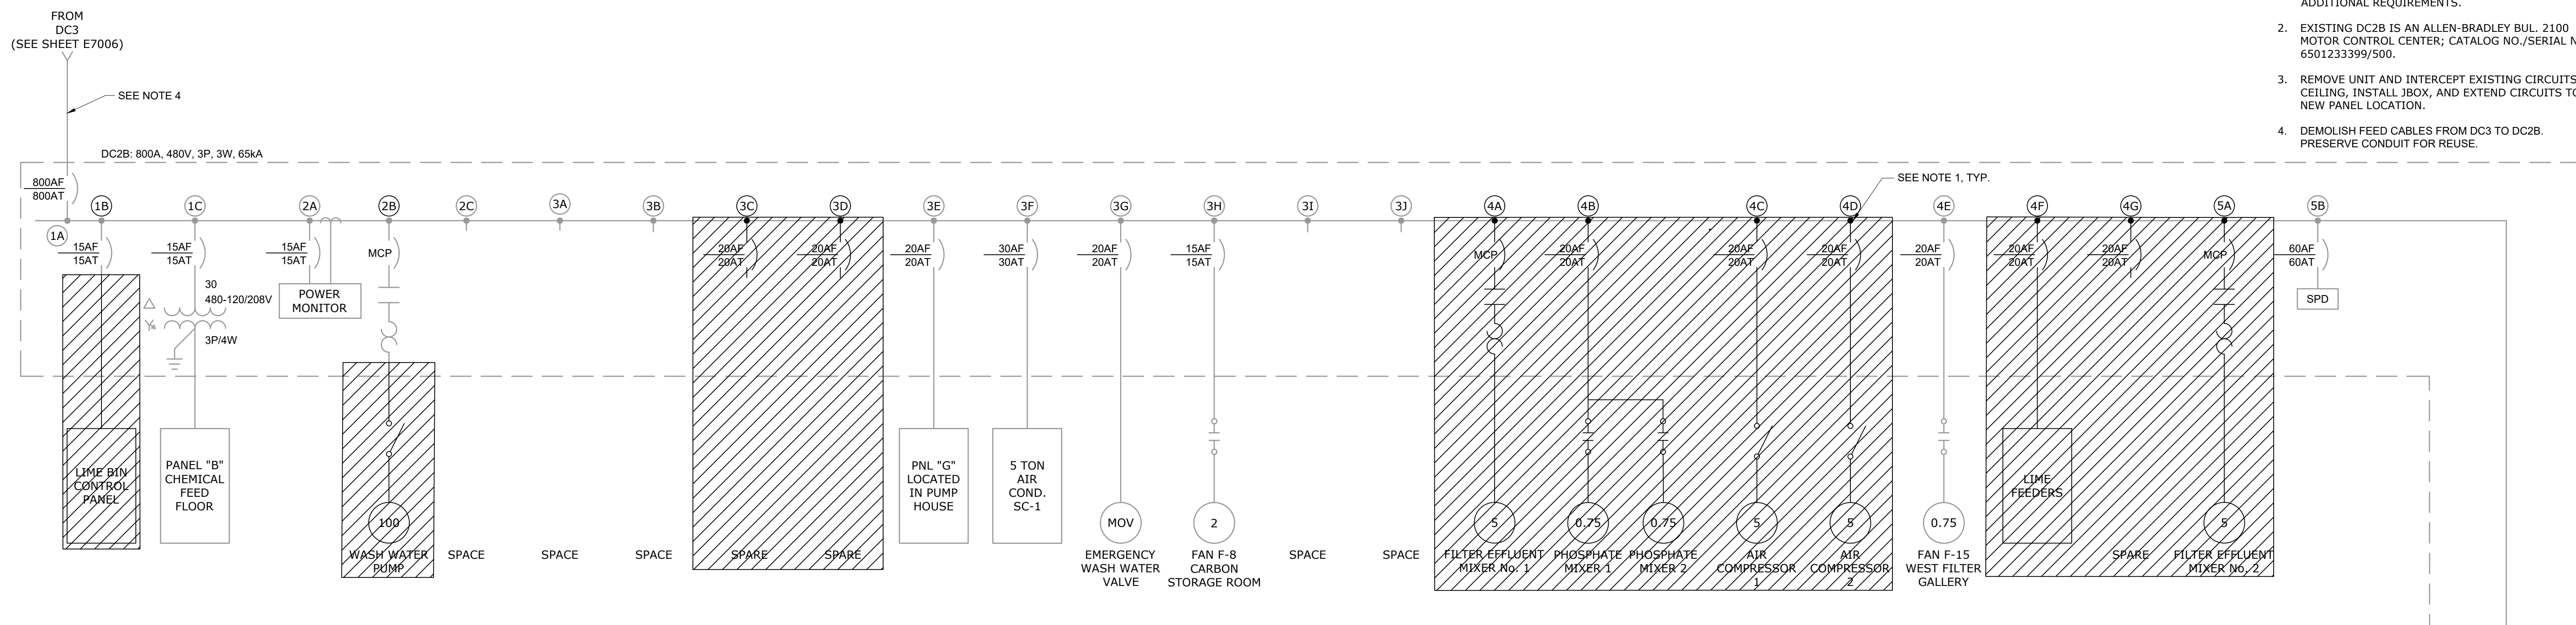 FROM
DC3
(SEE SHEET E7006)
SEE NOTE 4
ADDITIONAL REQUIREMENTS.
2. EXISTING DC2B IS AN ALLEN-BRADLEY BUL. 2100
MOTOR CONTROL CENTER; CATALOG NO./SERIAL N
6501233399/500.
3. REMOVE UNIT AND INTERCEPT EXISTING CIRCUITS
CEILING, INSTALL JBOX, AND EXTEND CIRCUITS TO
NEW PANEL LOCATION.
4. DEMOLISH FEED CABLES FROM DC3 TO DC2B.
PRESERVE CONDUIT FOR REUSE.
DC2B: 800A, 480V, 3P, 3W, 65kA
SEE NOTE 1, TYP.
800AF
800AT
1A
1B
15AF
15AT
LIME BIN
CONTROL
PANEL
1C
15AF
15AT
30
480-120/208V
3P/4W
PANEL "B"
CHEMICAL
FEED
FLOOR
2A
15AF
15AT
POWER
MONITOR
2B
MCP
100
WASH WATER
PUMP
2C
SPACE
3A
SPACE
3B
SPACE
3C
20AF
20AT
SPARE
3D
20AF
20AT
SPARE
3E
20AF
20AT
PNL "G"
LOCATED
IN PUMP
HOUSE
3F
30AF
30AT
5 TON
AIR
COND.
SC-1
3G
20AF
20AT
MOV
EMERGENCY
WASH WATER
VALVE
3H
15AF
15AT
2
FAN F-8
CARBON
STORAGE ROOM
3I
SPACE
3J
SPACE
4A
MCP
5
FILTER EFFLUENT
MIXER No. 1
4B
20AF
20AT
0.75
PHOSPHATE
MIXER 1
0.75
PHOSPHATE
MIXER 2
4C
20AF
20AT
5
AIR
COMPRESSOR
1
4D
20AF
20AT
5
AIR
COMPRESSOR
2
4E
20AF
20AT
0.75
FAN F-15
WEST FILTER
GALLERY
4F
20AF
20AT
LIME
FEEDERS
4G
20AF
20AT
SPARE
5A
MCP
5
FILTER EFFLUENT
MIXER No. 2
5B
60AF
60AT
SPD